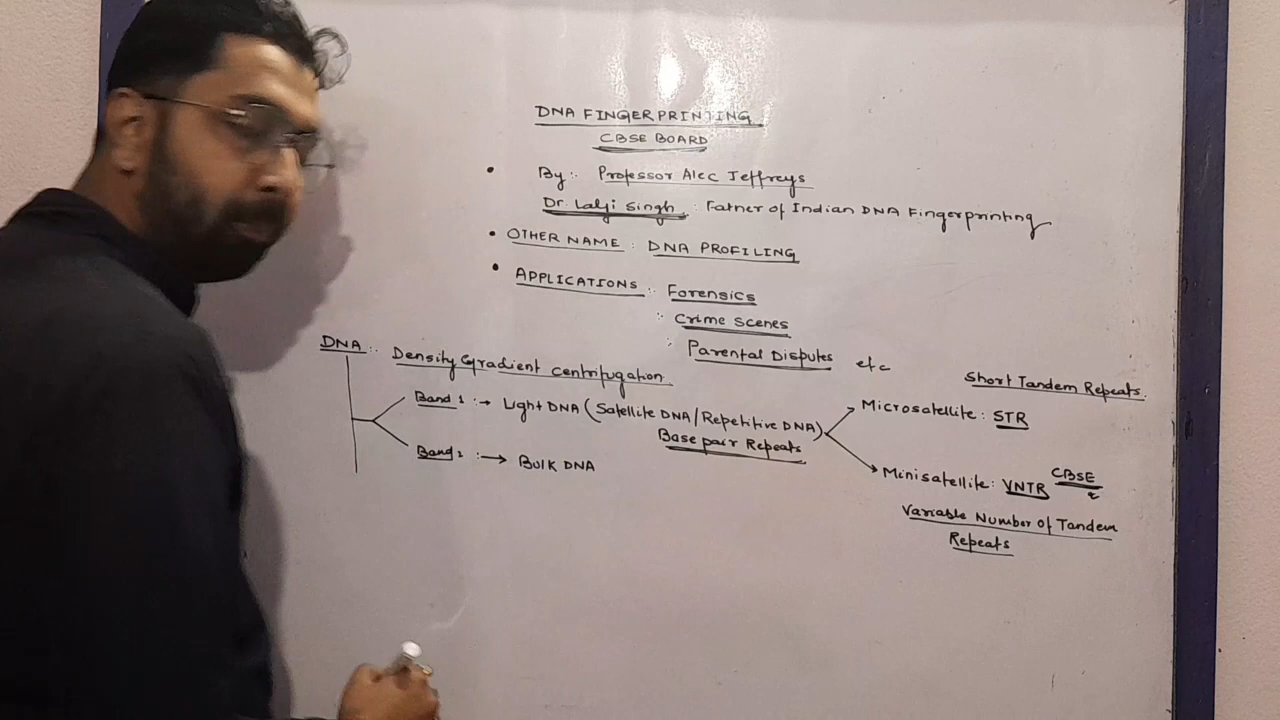 DNA FINGERPRINTING
CBSE BOARD
• By:- Professor Alec Jeffreys
Dr. Lalji Singh : Father of Indian DNA Fingerprinting
• OTHER NAME : DNA PROFILING
• APPLICATIONS :- Forensics
:- Crime Scenes
:- Parental Disputes etc
DNA :- Density Gradient centrifugation
Band 1 :→ Light DNA (Satellite DNA/Repetitive DNA)
Base pair Repeats
Band 2 :→ Bulk DNA
Short Tandem Repeats.
Microsatellite : STR
Minisatellite : VNTR CBSE
Variable Number of Tandem
Repeats